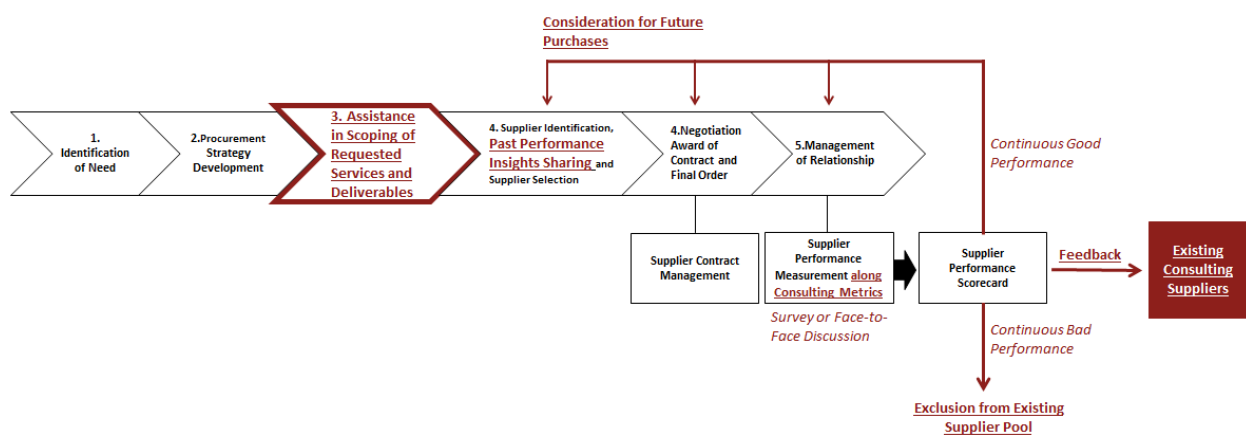 Consideration for Future
Purchases
1.
Identification
of Need
2.Procurement
Strategy
Development
3. Assistance
in Scoping of
Requested
Services and
Deliverables
4. Supplier Identification,
Past Performance
Insights Sharing and
Supplier Selection
4.Negotiation
Award of
Contract and
Final Order
5.Management
of Relationship
Continuous Good
Performance
Supplier Contract
Management
Supplier
Performance
Measurement along
Consulting Metrics
Survey or Face-to-
Face Discussion
Supplier
Performance
Scorecard
Feedback
Existing
Consulting
Suppliers
Continuous Bad
Performance
Exclusion from Existing
Supplier Pool